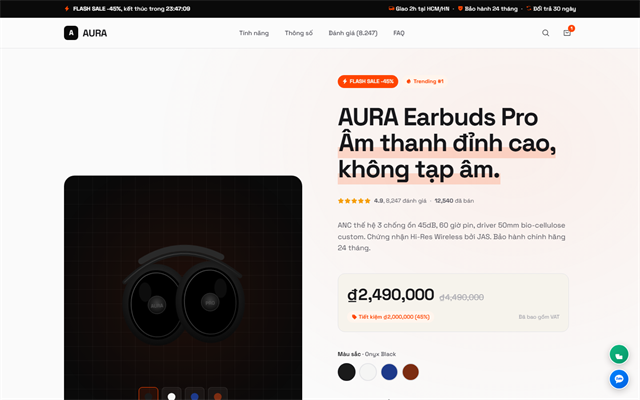 FLASH SALE -45%, kết thúc trong 23:47:09
Giao 2h tại HCM/HN · Bảo hành 24 tháng · Đổi trả 30 ngày
A AURA
Tính năng
Thông số
Đánh giá (8.247)
FAQ
1
FLASH SALE -45%
Trending #1
AURA Earbuds Pro
Âm thanh đỉnh cao,
không tạp âm.
4.9, 8,247 đánh giá · 12,540 đã bán
ANC thế hệ 3 chống ồn 45dB, 60 giờ pin, driver 50mm bio-cellulose
custom. Chứng nhận Hi-Res Wireless bởi JAS. Bảo hành chính hãng
24 tháng.
₫2,490,000 ₫4,490,000
Tiết kiệm ₫2,000,000 (45%)
Đã bao gồm VAT
Màu sắc · Onyx Black
AURA
PRO